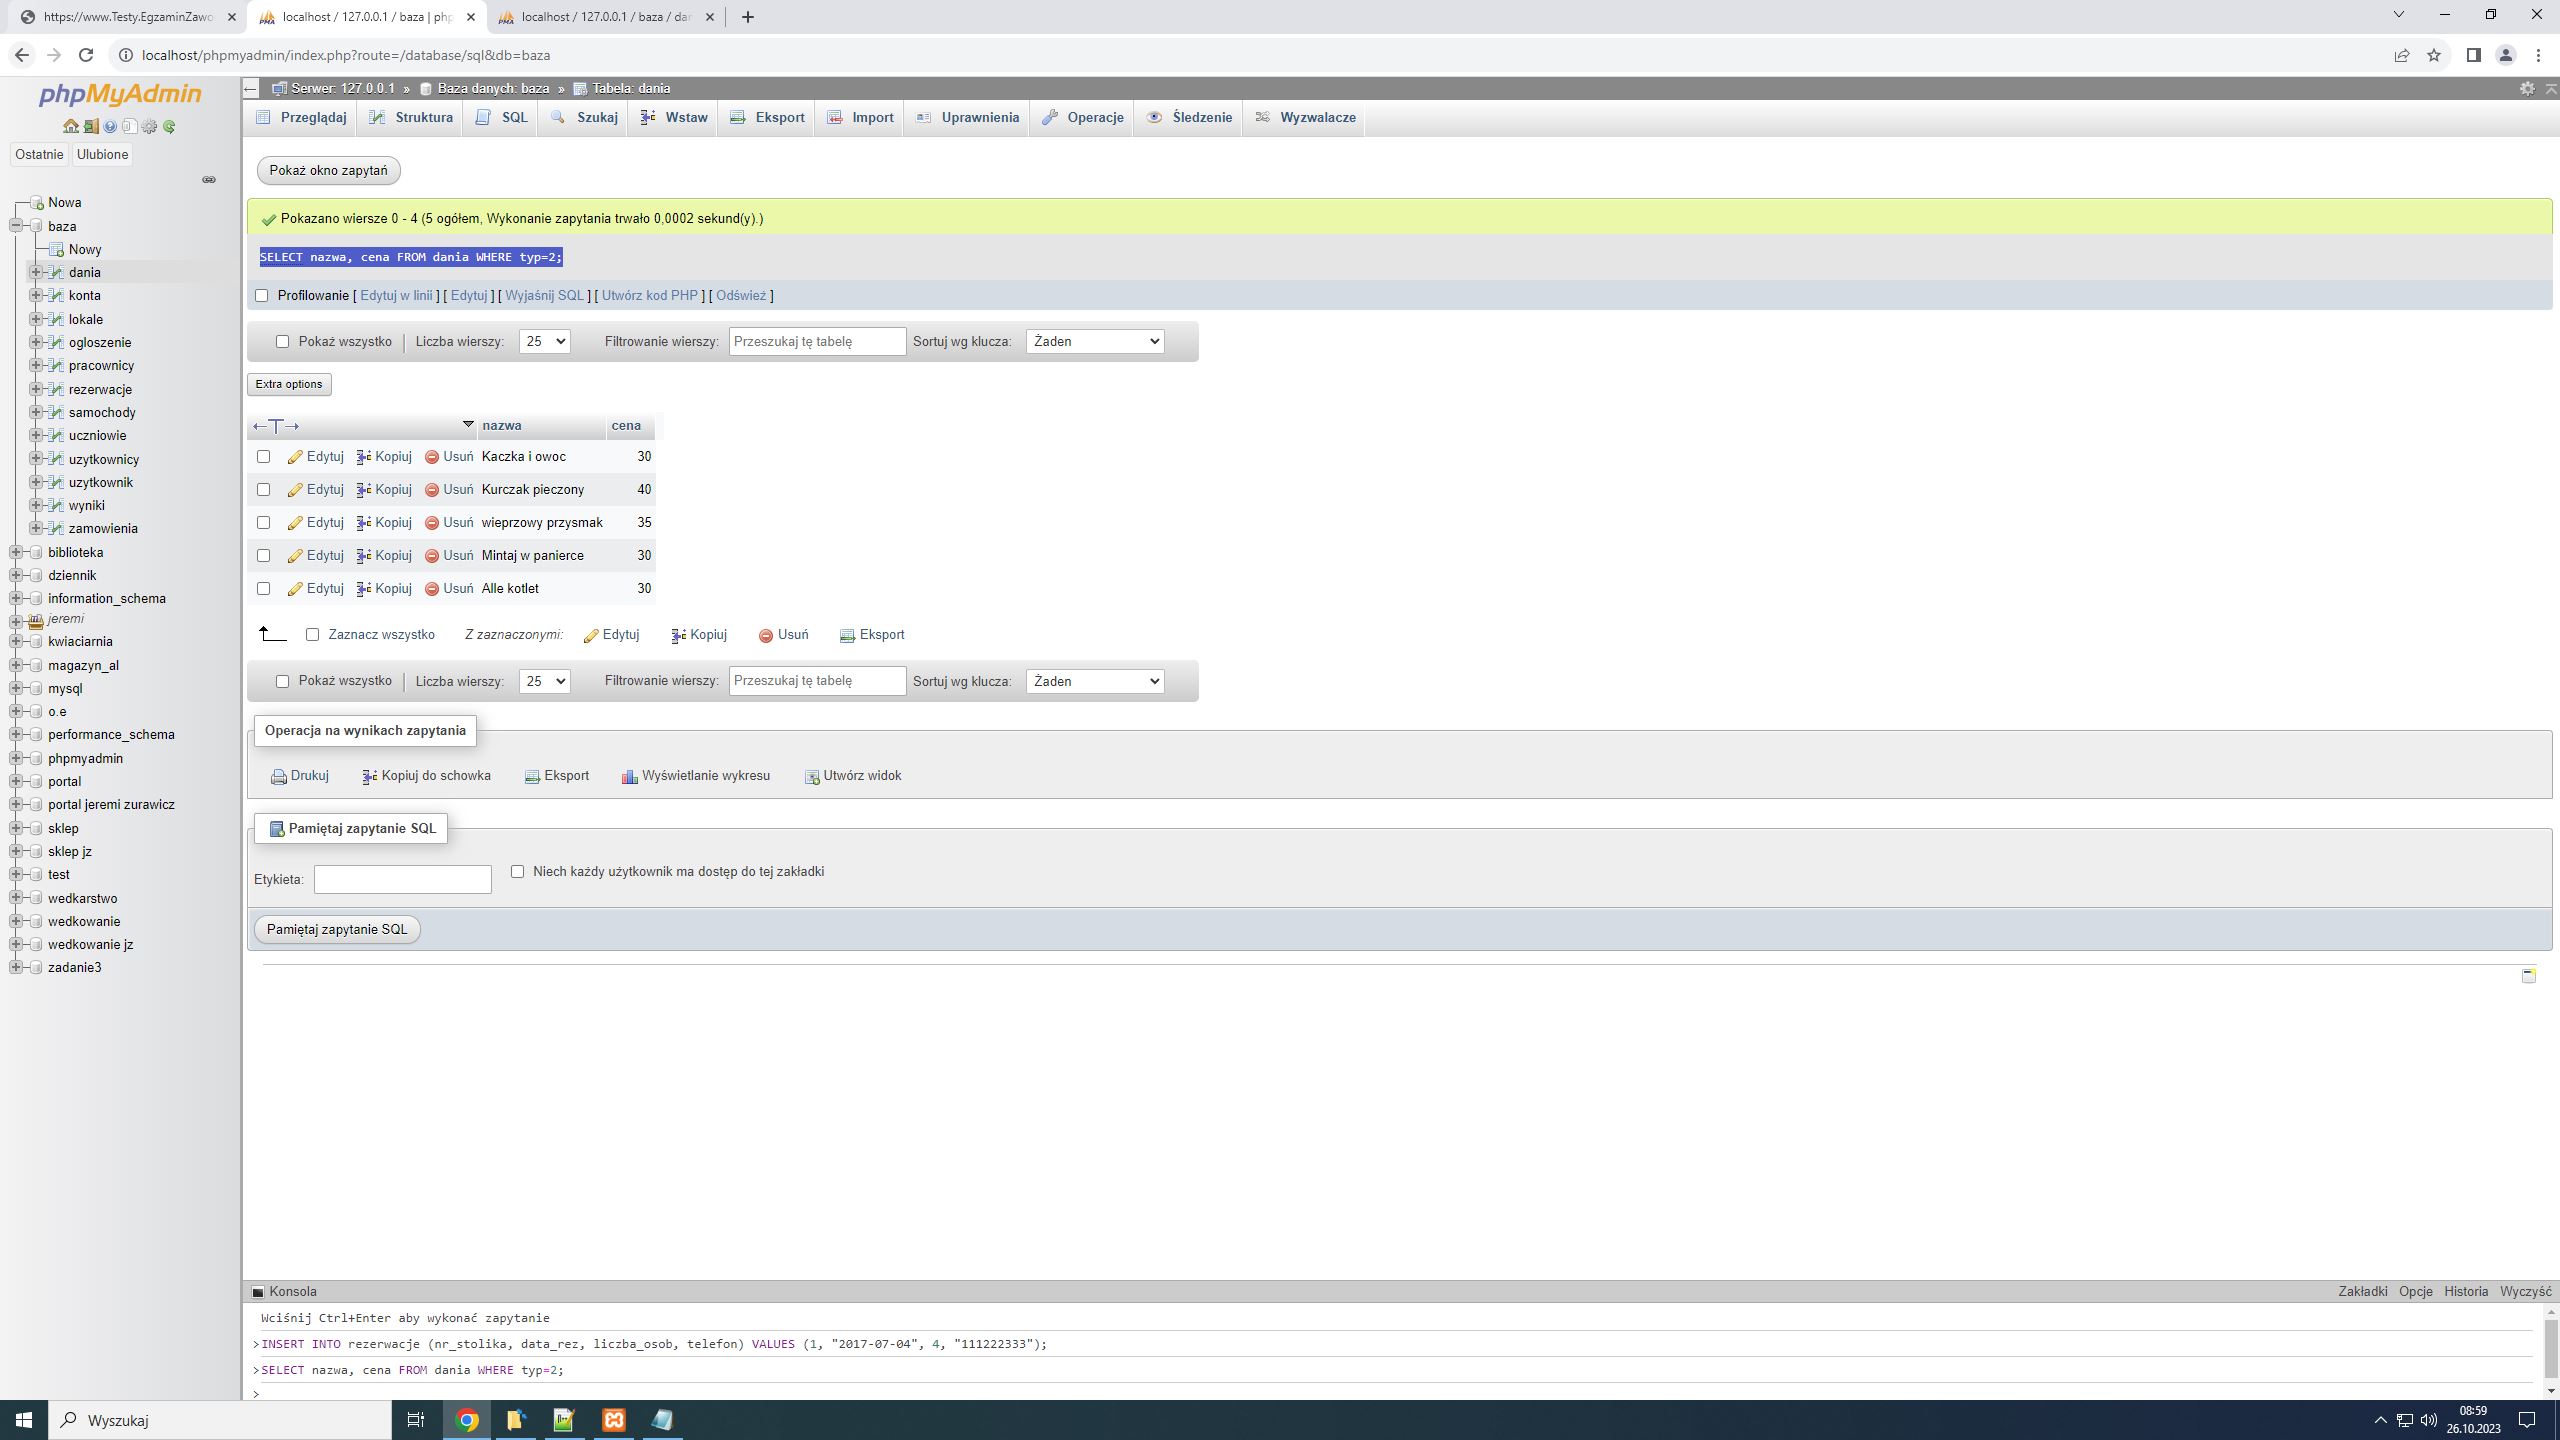 https://www.Testy.EgzaminZawo
localhost / 127.0.0.1 / baza | php
localhost / 127.0.0.1 / baza / dan
localhost/phpmyadmin/index.php?route=/database/sql&db=baza
phpMyAdmin
Ostatnie Ulubione
Nowa
baza
Nowy
dania
konta
lokale
ogloszenie
pracownicy
rezerwacje
samochody
uczniowie
uzytkownicy
uzytkownik
wyniki
zamowienia
biblioteka
dziennik
information_schema
jeremi
kwiaciarnia
magazyn_al
mysql
o.e
performance_schema
phpmyadmin
portal
portal jeremi zurawicz
sklep
sklep jz
test
wedkarstwo
wedkowanie
wedkowanie jz
zadanie3
Serwer: 127.0.0.1 » Baza danych: baza » Tabela: dania
Przeglądaj Struktura SQL Szukaj Wstaw Eksport Import Uprawnienia Operacje Śledzenie Wyzwalacze
Pokaż okno zapytań
Pokazano wiersze 0 - 4 (5 ogółem, Wykonanie zapytania trwało 0,0002 sekund(y).)
SELECT nazwa, cena FROM dania WHERE typ=2;
Profilowanie [ Edytuj w linii ] [ Edytuj ] [ Wyjaśnij SQL ] [ Utwórz kod PHP ] [ Odśwież ]
Pokaż wszystko | Liczba wierszy: 25 Filtrowanie wierszy: Przeszukaj tę tabelę Sortuj wg klucza: Żaden
Extra options
←T→ nazwa cena
Edytuj Kopiuj Usuń Kaczka i owoc 30
Edytuj Kopiuj Usuń Kurczak pieczony 40
Edytuj Kopiuj Usuń wieprzowy przysmak 35
Edytuj Kopiuj Usuń Mintaj w panierce 30
Edytuj Kopiuj Usuń Alle kotlet 30
Zaznacz wszystko Z zaznaczonymi: Edytuj Kopiuj Usuń Eksport
Pokaż wszystko | Liczba wierszy: 25 Filtrowanie wierszy: Przeszukaj tę tabelę Sortuj wg klucza: Żaden
Operacja na wynikach zapytania
Drukuj Kopiuj do schowka Eksport Wyświetlanie wykresu Utwórz widok
Pamiętaj zapytanie SQL
Etykieta: Niech każdy użytkownik ma dostęp do tej zakładki
Pamiętaj zapytanie SQL
Konsola Zakładki Opcje Historia Wyczyść
Wciśnij Ctrl+Enter aby wykonać zapytanie
>INSERT INTO rezerwacje (nr_stolika, data_rez, liczba_osob, telefon) VALUES (1, "2017-07-04", 4, "111222333");
>SELECT nazwa, cena FROM dania WHERE typ=2;
>
Wyszukaj
08:59
26.10.2023